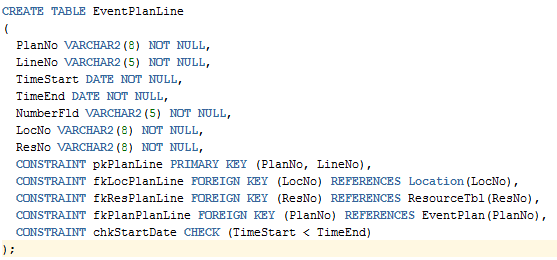 CREATE TABLE EventPlanLine
(
PlanNo VARCHAR2(8) NOT NULL,
LineNo VARCHAR2(5) NOT NULL,
TimeStart DATE NOT NULL,
TimeEnd DATE NOT NULL,
NumberFld VARCHAR2(5) NOT NULL,
LocNo VARCHAR2(8) NOT NULL,
ResNo VARCHAR2(8) NOT NULL,
CONSTRAINT pkPlanLine PRIMARY KEY (PlanNo, LineNo),
CONSTRAINT fkLocPlanLine FOREIGN KEY (LocNo) REFERENCES Location(LocNo),
CONSTRAINT fkResPlanLine FOREIGN KEY (ResNo) REFERENCES ResourceTbl(ResNo),
CONSTRAINT fkPlanPlanLine FOREIGN KEY (PlanNo) REFERENCES EventPlan(PlanNo),
CONSTRAINT chkStartDate CHECK (TimeStart < TimeEnd)
);